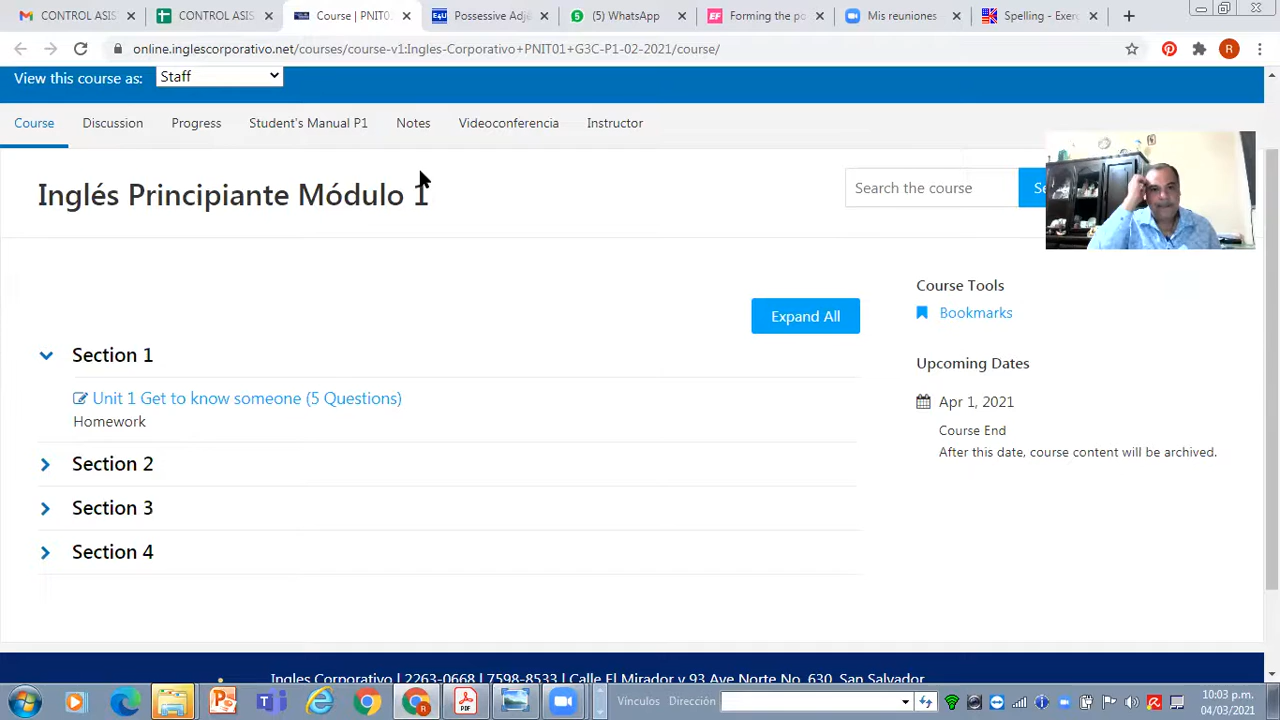 CONTROL ASIS
CONTROL ASIS
Course | PNIT0
Possessive Adje
(5) WhatsApp
EF
Forming the po
Mis reuniones
Spelling - Exerc
online.inglescorporativo.net/courses/course-v1:Ingles-Corporativo+PNIT01+G3C-P1-02-2021/course/
R
View this course as:
Staff
Course
Discussion
Progress
Student's Manual P1
Notes
Videoconferencia
Instructor
Inglés Principiante Módulo 1
Search the course
Se
Course Tools
Bookmarks
Expand All
Upcoming Dates
Section 1
Unit 1 Get to know someone (5 Questions)
Homework
Apr 1, 2021
Course End
After this date, course content will be archived.
Section 2
Section 3
Section 4
Ingles Corporativo | 2263-0668 | 7598-8533 | Calle El Mirador y 93 Ave Norte No. 630, San Salvador
Vínculos
Dirección
10:03 p.m.
04/03/2021